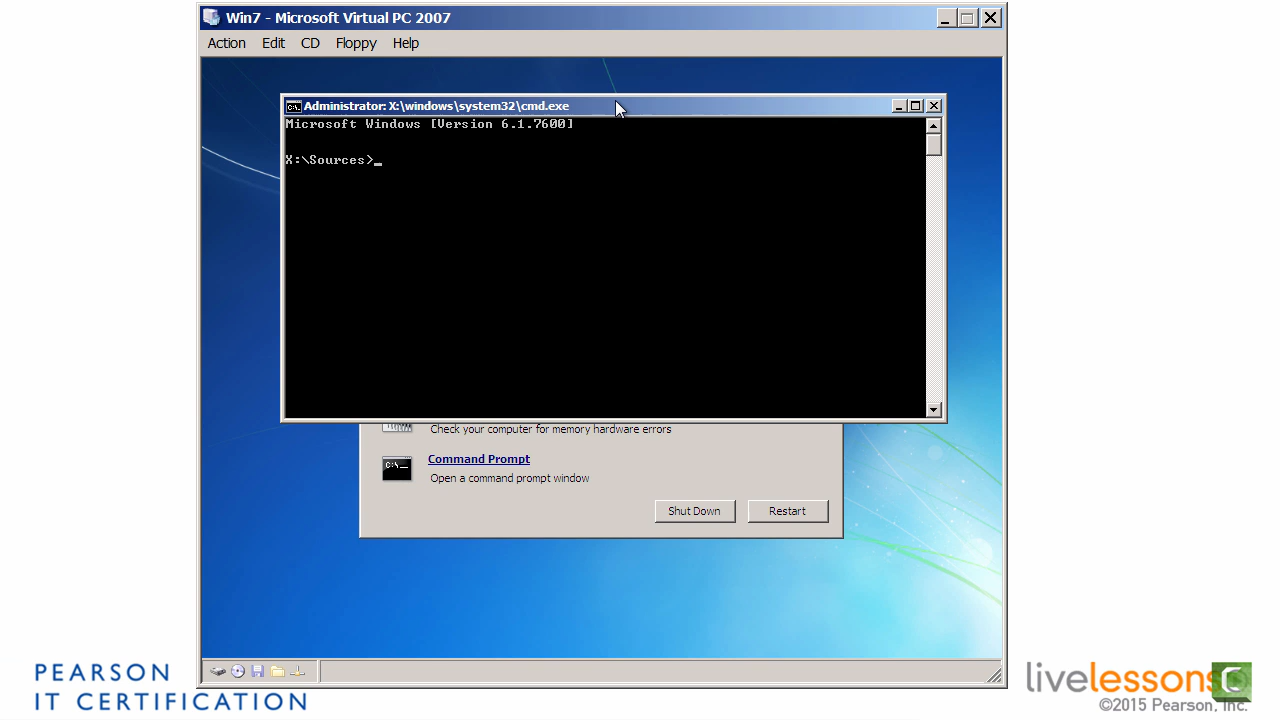 Win7 - Microsoft Virtual PC 2007
Action Edit CD Floppy Help
Administrator: X:\windows\system32\cmd.exe
Microsoft Windows [Version 6.1.7600]
X:\Sources>_
Check your computer for memory hardware errors
Command Prompt
Open a command prompt window
Shut Down Restart
PEARSON
IT CERTIFICATION
livelessons
©2015 Pearson, Inc.